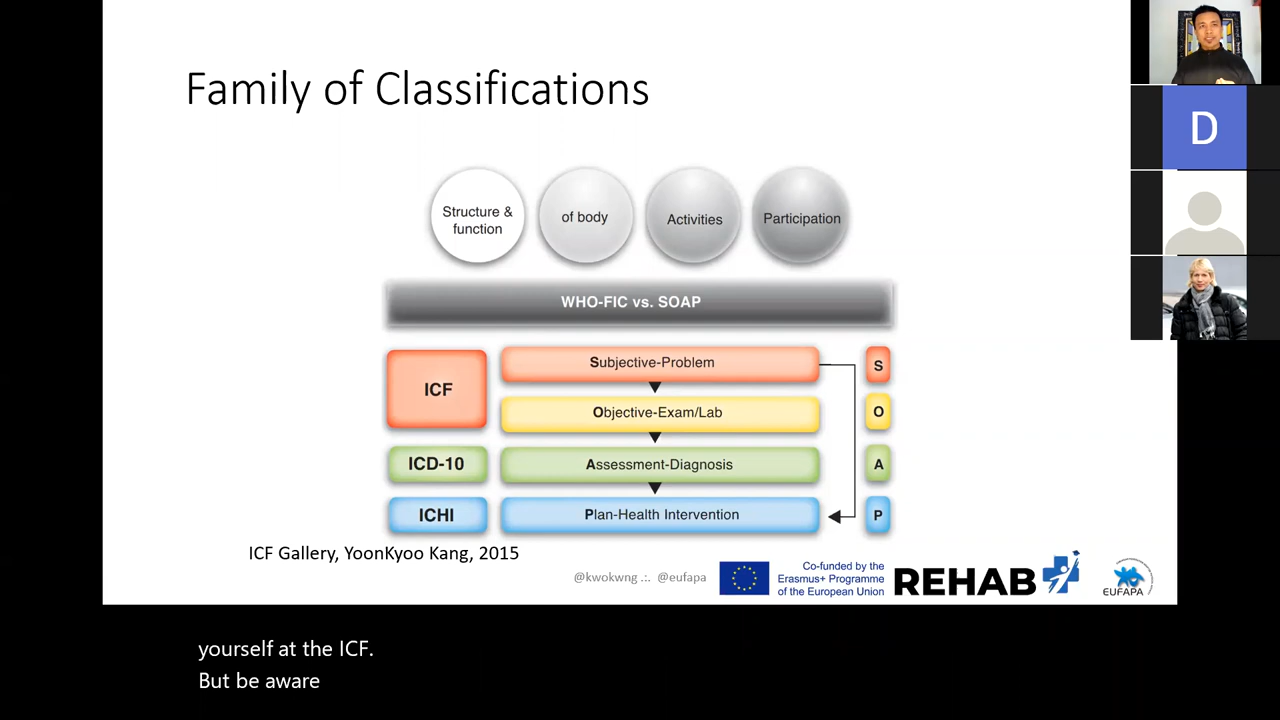 Family of Classifications
Structure &
function
of body
Activities
Participation
WHO-FIC vs. SOAP
ICF
Subjective-Problem
S
Objective-Exam/Lab
O
ICD-10
Assessment-Diagnosis
A
ICHI
Plan-Health Intervention
P
ICF Gallery, YoonKyoo Kang, 2015
@kwokwng .:. @eufapa
Co-funded by the
Erasmus+ Programme
of the European Union
REHAB
EUFAPA
D
yourself at the ICF.
But be aware